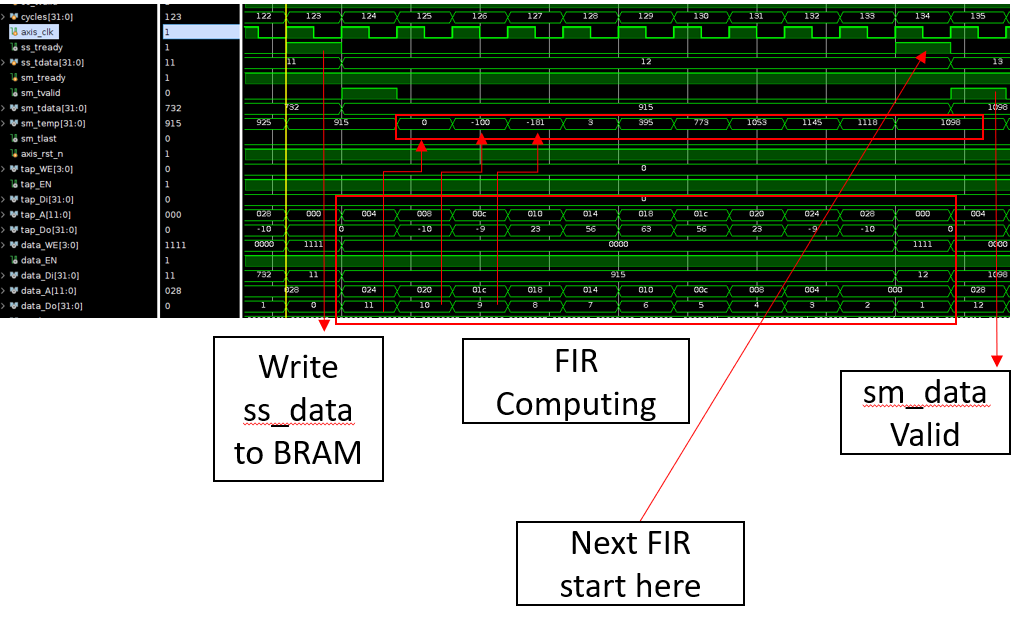 cycles[31:0] 123 122 123 124 125 126 127 128 129 130 131 132 133 134 135
axis_clk 1
ss_tready 1
ss_tdata[31:0] 11 11 12 13
sm_tready 1
sm_tvalid 0
sm_tdata[31:0] 732 732 915 1098
sm_temp[31:0] 915 925 915 0 -100 -181 3 395 773 1053 1145 1118 1098
sm_tlast 0
axis_rst_n 1
tap_WE[3:0] 0 0
tap_EN 1
tap_Di[31:0] 0 0
tap_A[11:0] 000 028 000 004 008 00c 010 014 018 01c 020 024 028 000 004
tap_Do[31:0] 0 -10 0 -10 -9 23 56 63 56 23 -9 -10 0
data_WE[3:0] 1111 0000 1111 0000 1111 0000
data_EN 1
data_Di[31:0] 11 732 11 915 12 1098
data_A[11:0] 028 028 024 020 01c 018 014 010 00c 008 004 000 028
data_Do[31:0] 0 1 0 11 10 9 8 7 6 5 4 3 2 1 12
Write
ss_data
to BRAM
FIR
Computing
sm_data
Valid
Next FIR
start here